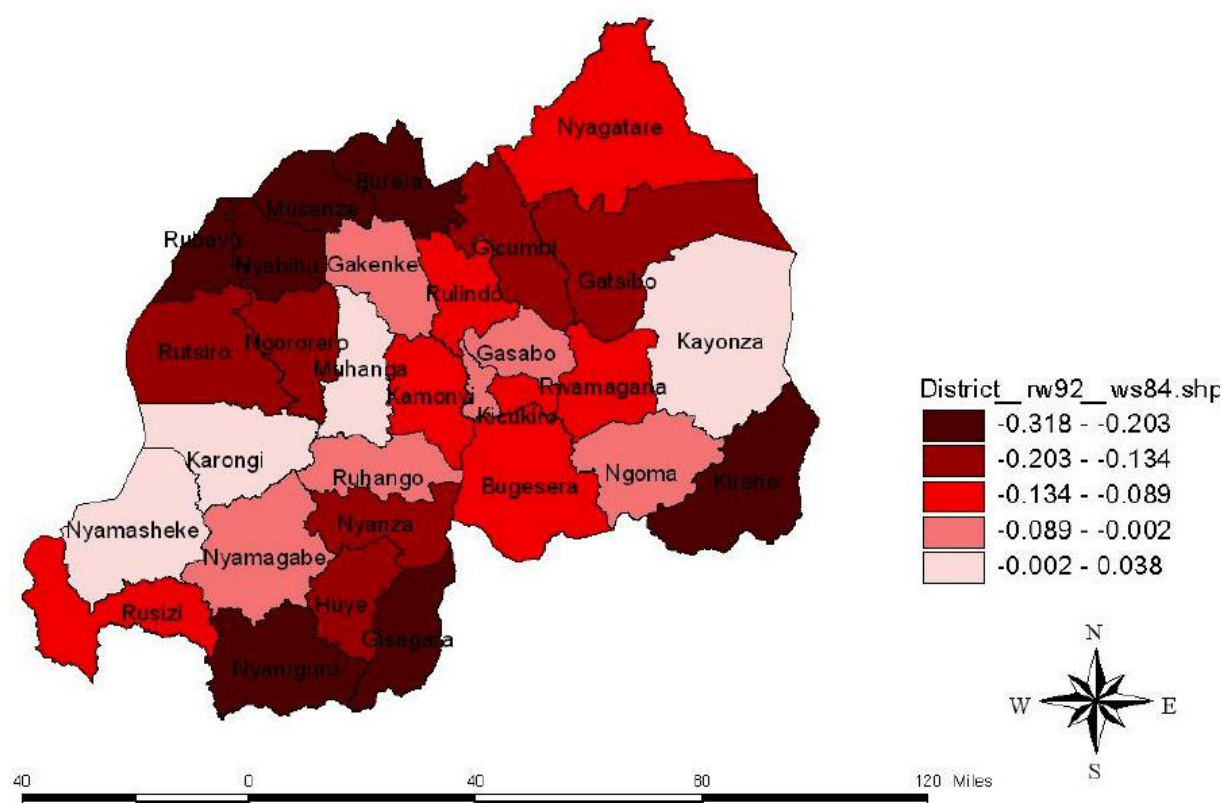 Nyagatare
Burera
Musanze
Rubavu
Nyabihu
Gakenke
Gicumbi
Rulindo
Gatsibo
Rutsiro
Ngororero
Muhanga
Gasabo
Kayonza
Kamonyi
Kicukiro
Rwamagana
Karongi
Ruhango
Bugesera
Ngoma
Kirehe
Nyamasheke
Nyanza
Nyamagabe
Rusizi
Huye
Gisagara
Nyaruguru
District_rw92_ws84.shp
-0.318 - -0.203
-0.203 - -0.134
-0.134 - -0.089
-0.089 - -0.002
-0.002 - 0.038
N
W E
S
40 0 40 80 120 Miles